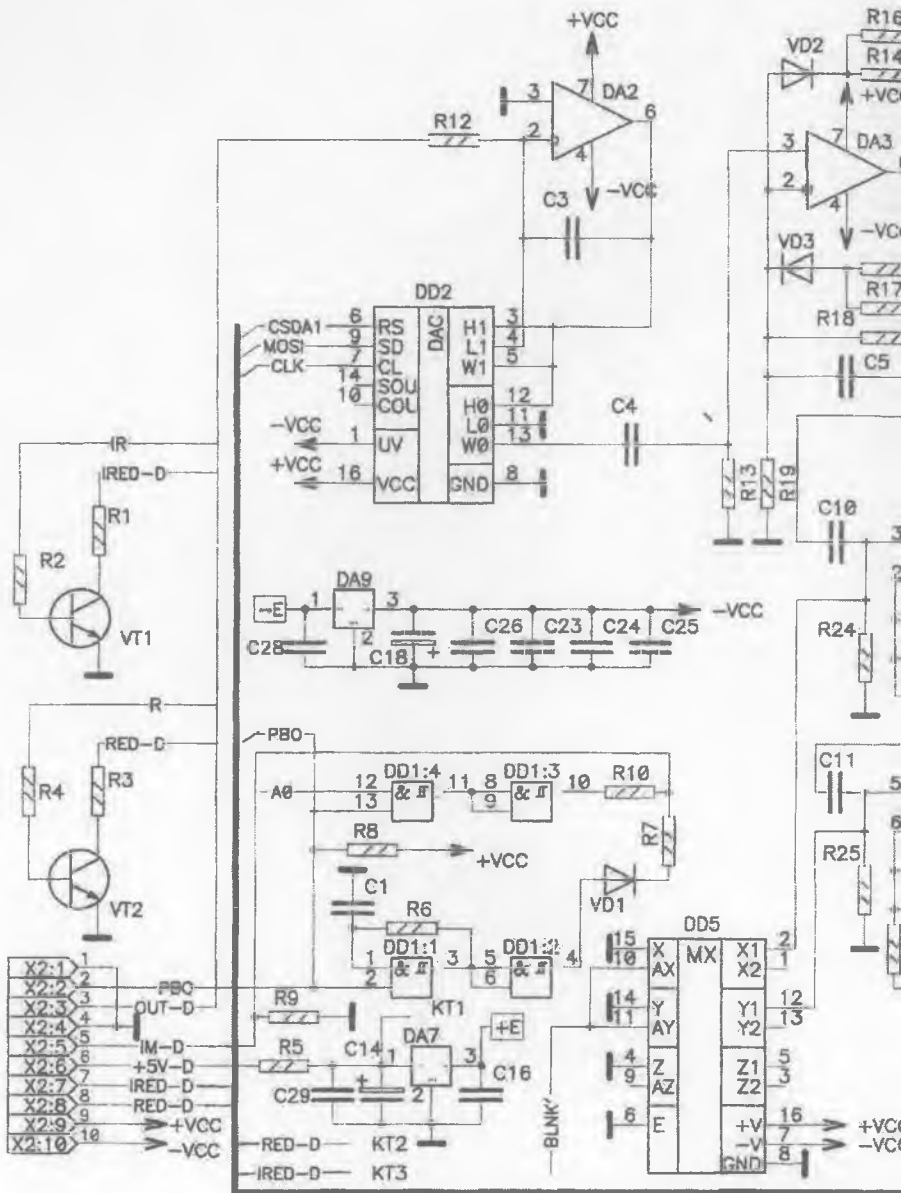 +VCC
R16
VD2
R14
3 7 DA2
+VCC
R12
2
6
4
3 7
DA3
-VCC
2
C3
4
-VCC
VD3
DD2
R17
CSDA1 6 RS DAC H1 3
R18
MOSI 9 SD L1 4
CLK 7 CL W1 5
C5
14 SOU
10 COL H0 12
L0 11
C4
-VCC 1 UV W0 13
IR
+VCC
16 VCC GND 8
R13
R19
IRED-D
C10
R1
R2
3
DA9
-E 1 3
-VCC
VT1
2
C28
C18 +
C26 C23 C24 C25
R24
R
PBO
RED-D
C11
DD1:4 DD1:3
R4 R3
A0 12 & 11 8 & 10 R10
5
13 9
R8
R7
6
+VCC
R25
C1
VT2
VD1
R6
DD5
DD1:1 DD1:2
15 X MX X1 2
X2:1 1
1 & 3 5 & 4
10 AX X2 1
X2:2 2 PBO
2 6
X2:3 3 OUT-D
R9
KT1
14 Y Y1 12
X2:4 4
11 AY Y2 13
X2:5 5 IM-D
R5 C14 1 DA7 3 +E
X2:6 6 +5V-D
4 Z Z1 5
X2:7 7 IRED-D
C29 + 2 C16
9 AZ Z2 3
X2:8 8 RED-D
BLNK'
X2:9 9 +VCC
6 E +V 16 +VCC
X2:10 10 -VCC
RED-D KT2
-V 7 -VCC
GND 8
IRED-D KT3